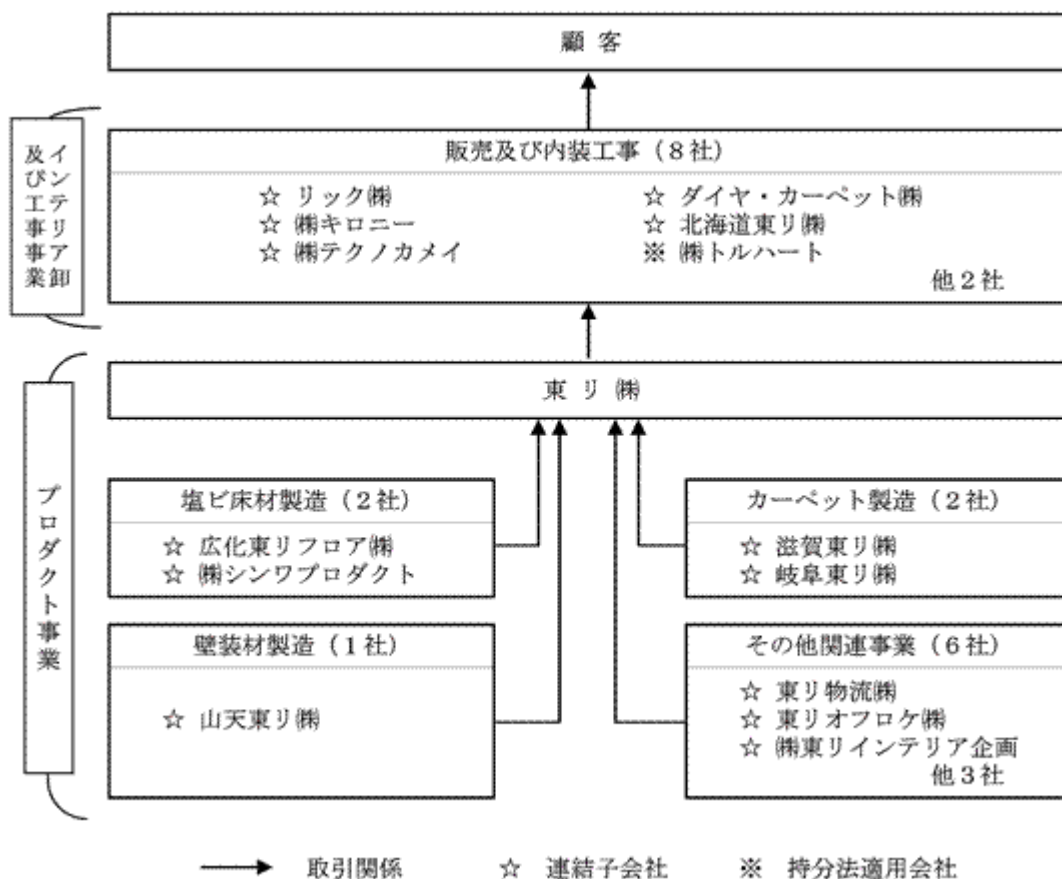 顧 客
インテリア卸
及び工事事業
販売及び内装工事（８社）
☆ リック㈱
☆ ㈱キロニー
☆ ㈱テクノカメイ
☆ ダイヤ・カーペット㈱
☆ 北海道東リ㈱
※ ㈱トルハート
他２社
プロダクト事業
東 リ ㈱
塩ビ床材製造（２社）
☆ 広化東リフロア㈱
☆ ㈱シンワプロダクト
カーペット製造（２社）
☆ 滋賀東リ㈱
☆ 岐阜東リ㈱
壁装材製造（１社）
☆ 山天東リ㈱
その他関連事業（６社）
☆ 東リ物流㈱
☆ 東リオフロケ㈱
☆ ㈱東リインテリア企画
他３社
取引関係 ☆ 連結子会社 ※ 持分法適用会社